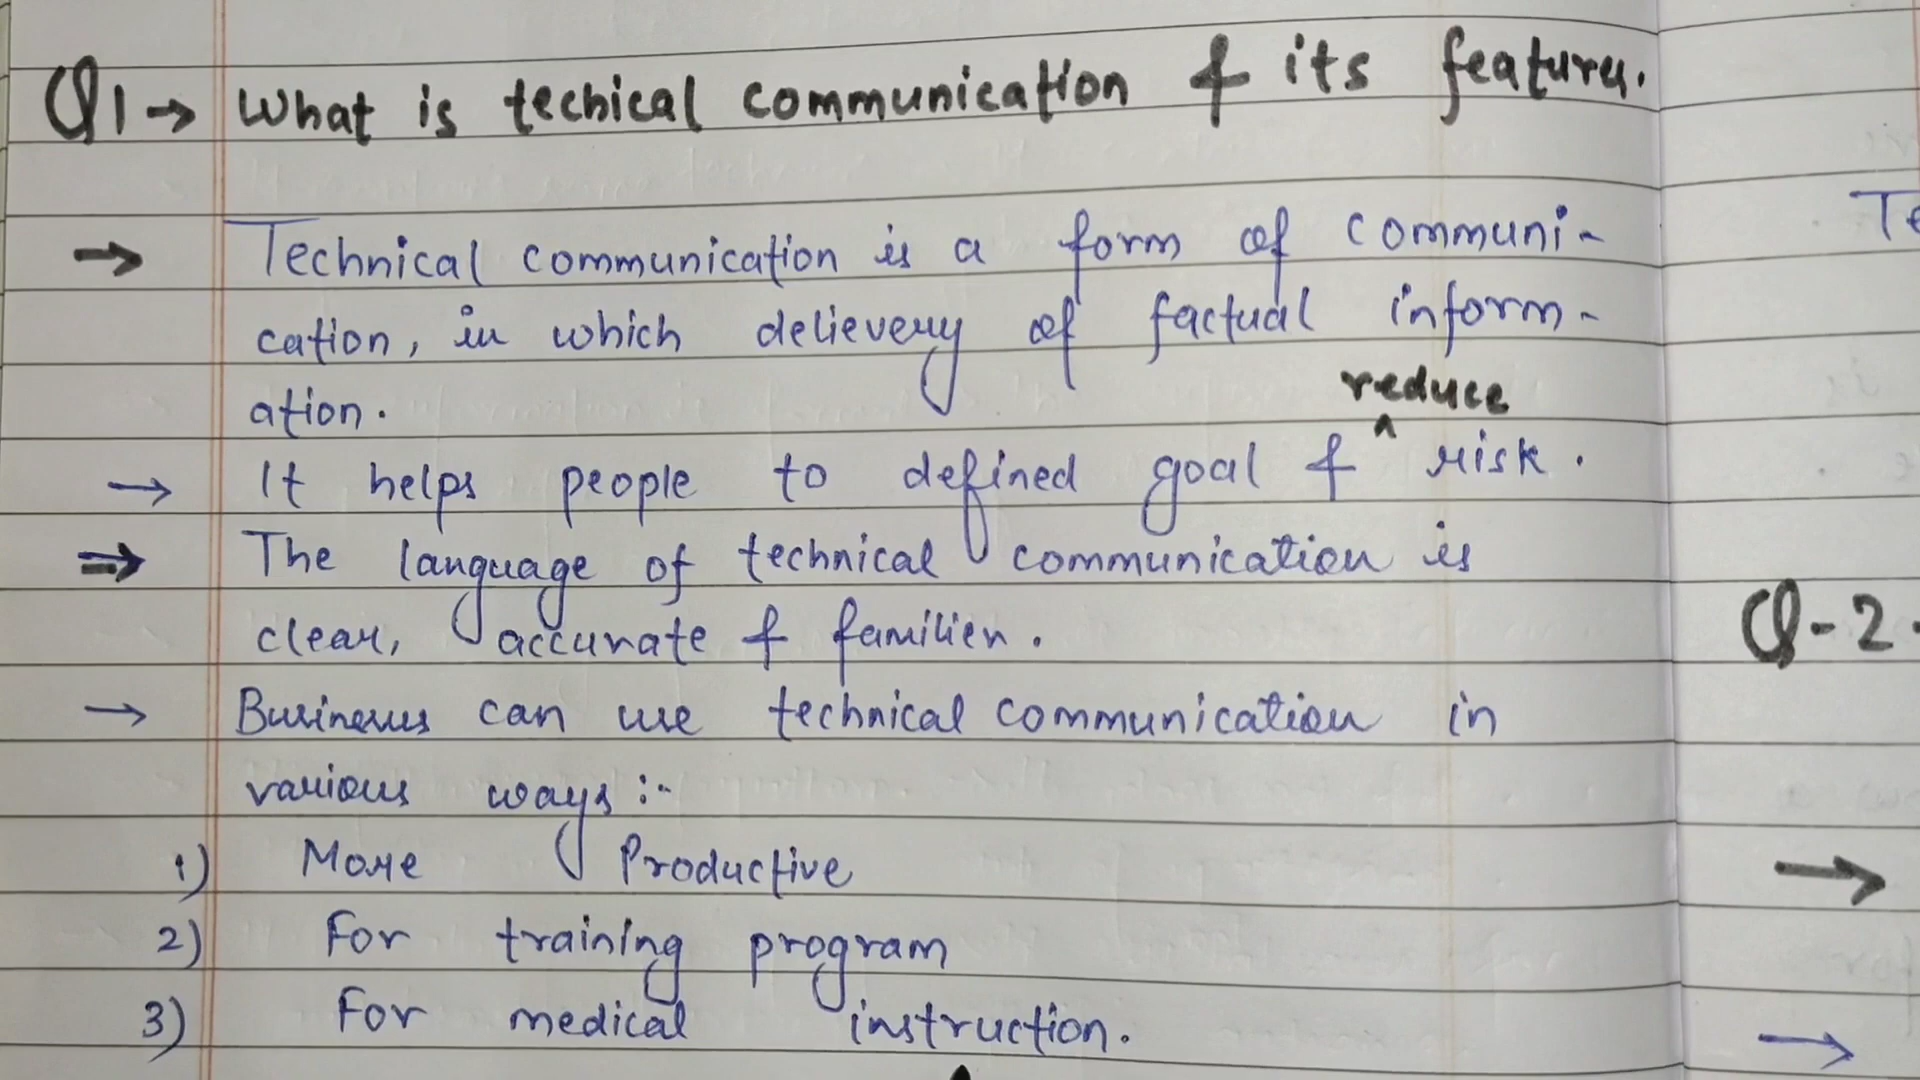 Q1→ What is techical communication & its features.
→ Technical communication is a form of communi-
cation, in which delievery of factual inform-
ation.
reduce
→ It helps people to defined goal & ^ risk.
⇒ The language of technical communication is
clear, accurate & familier.
→ Businesses can use technical communication in
various ways :-
1) More Productive
2) For training program
3) For medical instruction.
Q-2.
→
→